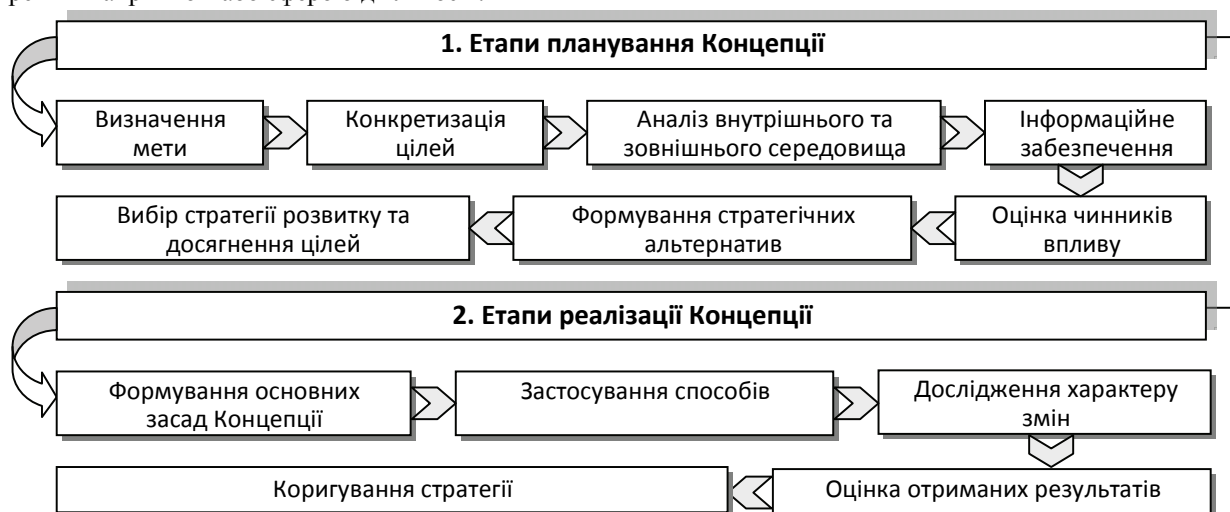 1. Етапи планування Концепції
Визначення
мети
Конкретизація
цілей
Аналіз внутрішнього та
зовнішнього середовища
Інформаційне
забезпечення
Оцінка чинників
впливу
Формування стратегічних
альтернатив
Вибір стратегії розвитку та
досягнення цілей
2. Етапи реалізації Концепції
Формування основних
засад Концепції
Застосування способів
Дослідження характеру
змін
Оцінка отриманих результатів
Коригування стратегії